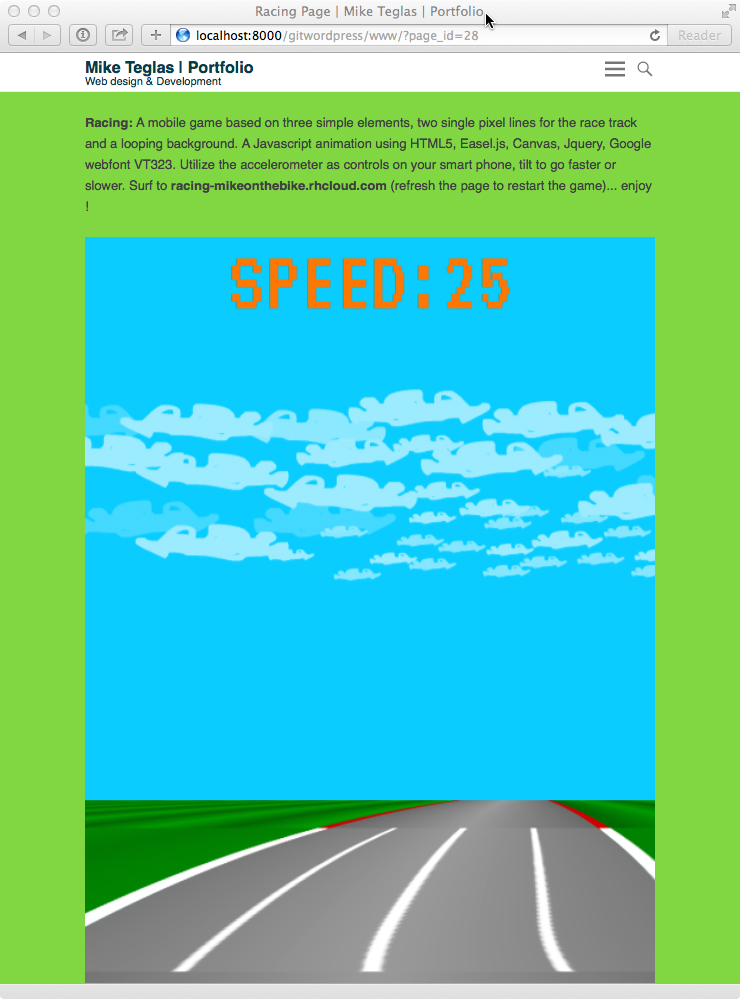 Racing Page | Mike Teglas | Portfolio
localhost:8000/gitwordpress/www/?page_id=28
Reader
Mike Teglas | Portfolio
Web design & Development
Racing: A mobile game based on three simple elements, two single pixel lines for the race track
and a looping background. A Javascript animation using HTML5, Easel.js, Canvas, Jquery, Google
webfont VT323. Utilize the accelerometer as controls on your smart phone, tilt to go faster or
slower. Surf to racing-mikeonthebike.rhcloud.com (refresh the page to restart the game)... enjoy
!
SPEED:25